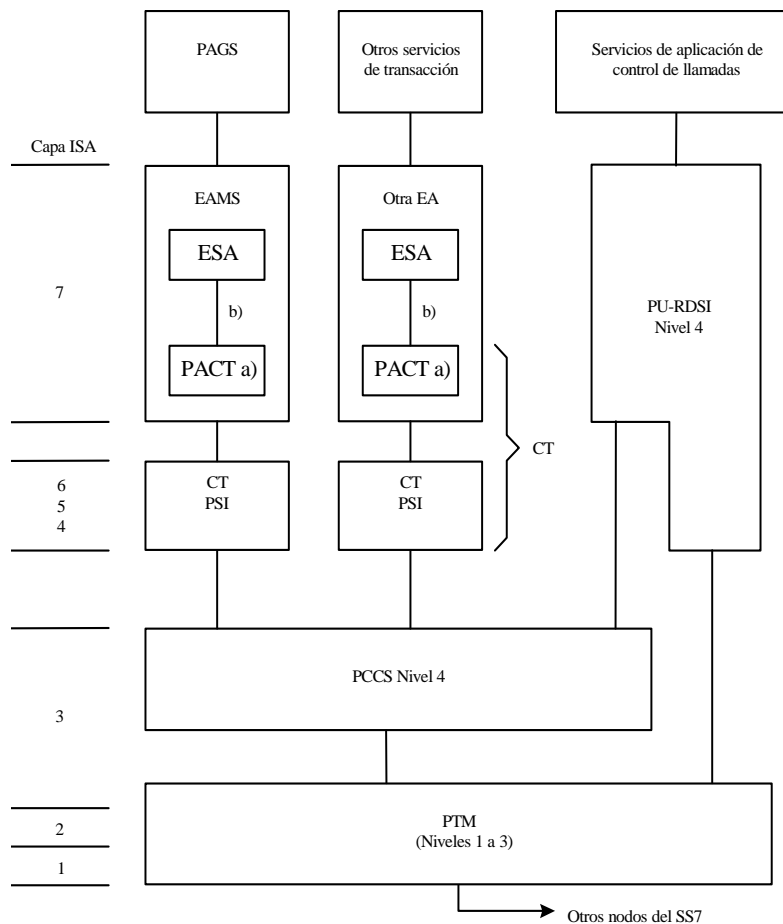 PAGS
Otros servicios
de transacción
Servicios de aplicación de
control de llamadas
Capa ISA
EAMS
Otra EA
ESA
ESA
7
b)
b)
PU-RDSI
Nivel 4
PACT a)
PACT a)
CT
6
5
4
CT
PSI
CT
PSI
PCCS Nivel 4
3
2
PTM
(Niveles 1 a 3)
1
Otros nodos del SS7